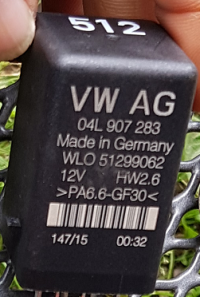 512
VW AG
04L 907 283
Made in Germany
WLO 51299062
12V HW2.6
>PA6.6-GF30<
147/15 00:32